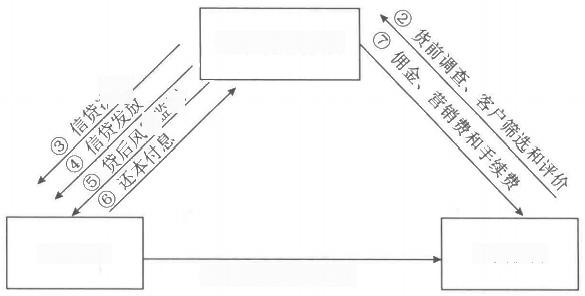 ② 货前调查、客户筛选和评价
⑦ 佣金、营销费和手续费
③ 信贷
④ 信贷发放
⑤ 贷后风
⑥ 还本付息